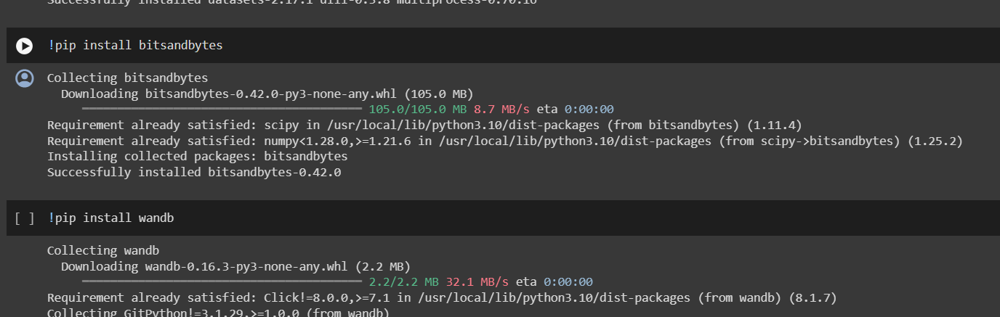 Successfully installed datasets-2.17.1 dill-0.3.8 multiprocess-0.70.16
!pip install bitsandbytes
Collecting bitsandbytes
Downloading bitsandbytes-0.42.0-py3-none-any.whl (105.0 MB)
105.0/105.0 MB 8.7 MB/s eta 0:00:00
Requirement already satisfied: scipy in /usr/local/lib/python3.10/dist-packages (from bitsandbytes) (1.11.4)
Requirement already satisfied: numpy<1.28.0,>=1.21.6 in /usr/local/lib/python3.10/dist-packages (from scipy->bitsandbytes) (1.25.2)
Installing collected packages: bitsandbytes
Successfully installed bitsandbytes-0.42.0
[ ] !pip install wandb
Collecting wandb
Downloading wandb-0.16.3-py3-none-any.whl (2.2 MB)
2.2/2.2 MB 32.1 MB/s eta 0:00:00
Requirement already satisfied: Click!=8.0.0,>=7.1 in /usr/local/lib/python3.10/dist-packages (from wandb) (8.1.7)
Collecting GitPython!=3.1.29,>=1.0.0 (from wandb)